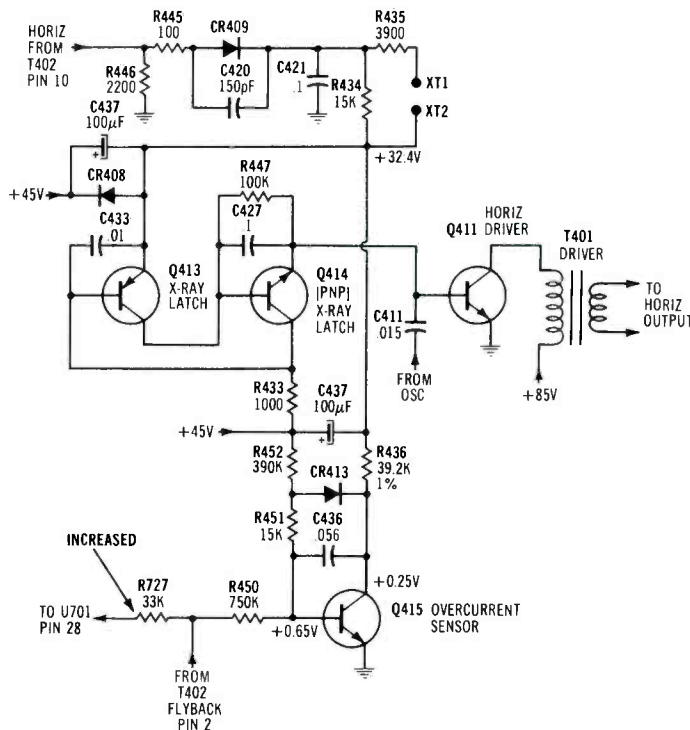 HORIZ
FROM
T402
PIN 10
R445
100
CR409
C420
150pF
C421
.1
R435
3900
R434
15K
XT1
XT2
R446
2200
C437
100µF
+
+32.4V
+45V
CR408
C433
.01
R447
100K
C427
1
Q413
X-RAY
LATCH
Q414
[PNP]
X-RAY
LATCH
HORIZ
DRIVER
Q411
T401
DRIVER
TO
HORIZ
OUTPUT
C411
.015
FROM
OSC
+85V
R433
1000
C437
100µF
+
+45V
R452
390K
R436
39.2K
1%
CR413
R451
15K
C436
.056
INCREASED
R727
33K
R450
750K
+0.25V
+0.65V
Q415 OVERCURRENT
SENSOR
TO U701
PIN 28
FROM
T402
FLYBACK
PIN 2